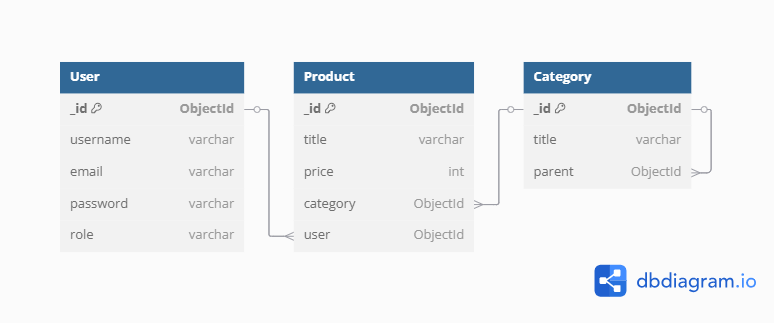 User
_id ObjectId
username varchar
email varchar
password varchar
role varchar
Product
_id ObjectId
title varchar
price int
category ObjectId
user ObjectId
Category
_id ObjectId
title varchar
parent ObjectId
dbdiagram.io